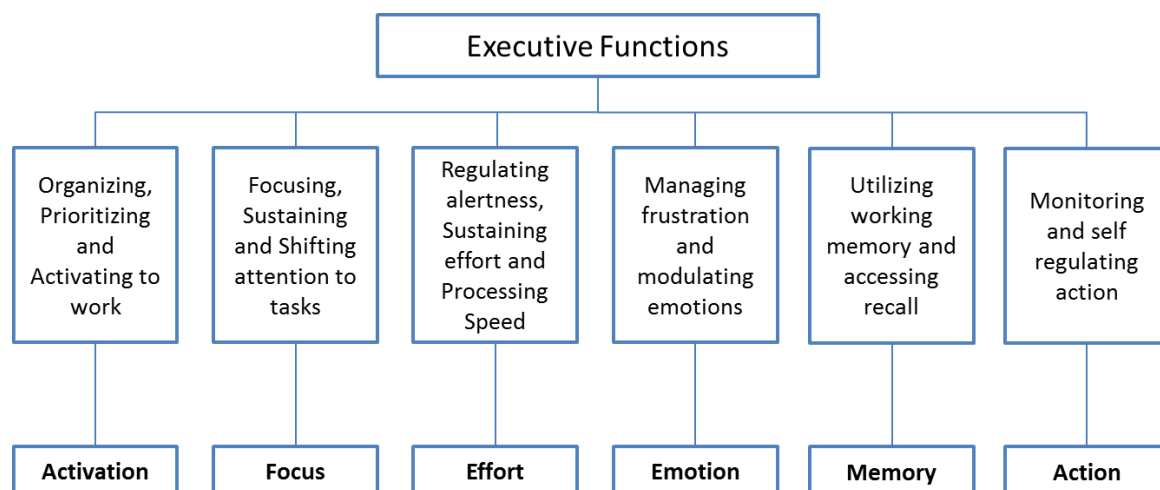 Executive Functions
Organizing,
Prioritizing
and
Activating to
work
Focusing,
Sustaining
and Shifting
attention to
tasks
Regulating
alertness,
Sustaining
effort and
Processing
Speed
Managing
frustration
and
modulating
emotions
Utilizing
working
memory and
accessing
recall
Monitoring
and self
regulating
action
Activation
Focus
Effort
Emotion
Memory
Action